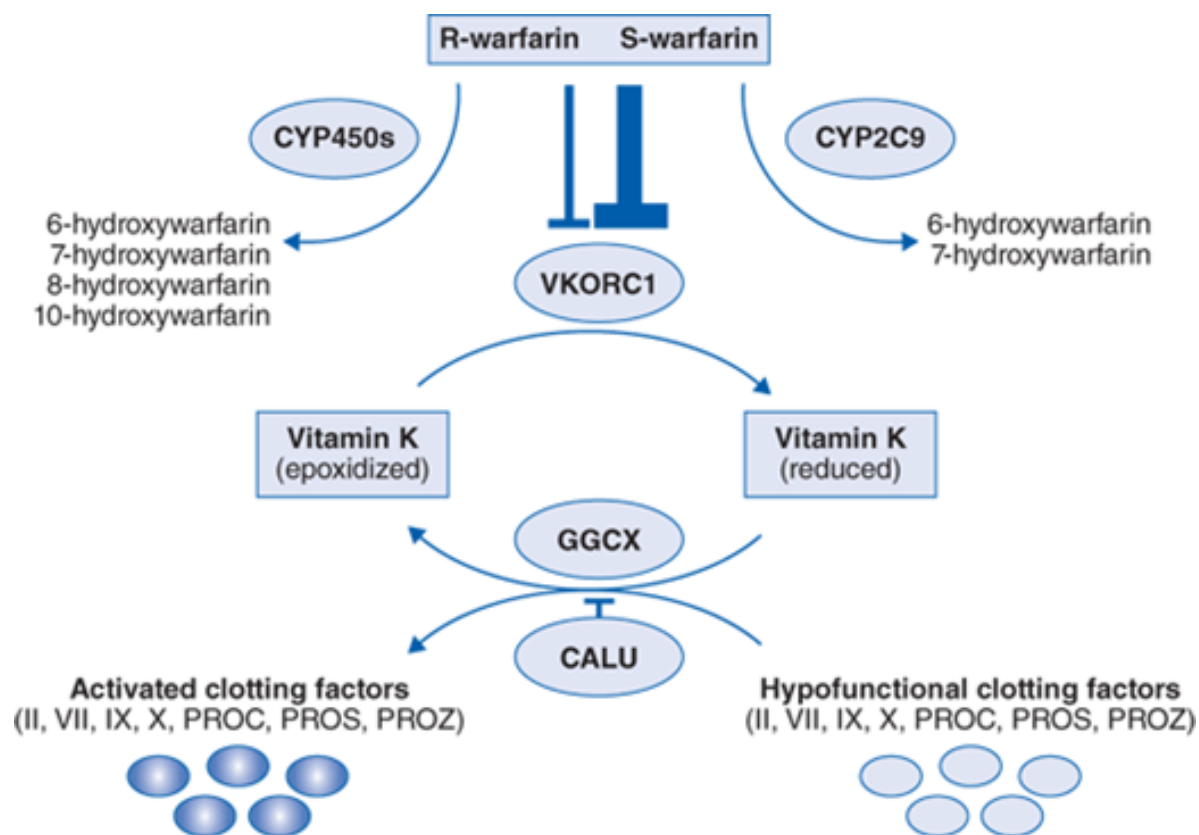 R-warfarin S-warfarin
CYP450s
CYP2C9
6-hydroxywarfarin
7-hydroxywarfarin
8-hydroxywarfarin
10-hydroxywarfarin
6-hydroxywarfarin
7-hydroxywarfarin
VKORC1
Vitamin K
(epoxidized)
Vitamin K
(reduced)
GGCX
CALU
Activated clotting factors
(II, VII, IX, X, PROC, PROS, PROZ)
Hypofunctional clotting factors
(II, VII, IX, X, PROC, PROS, PROZ)